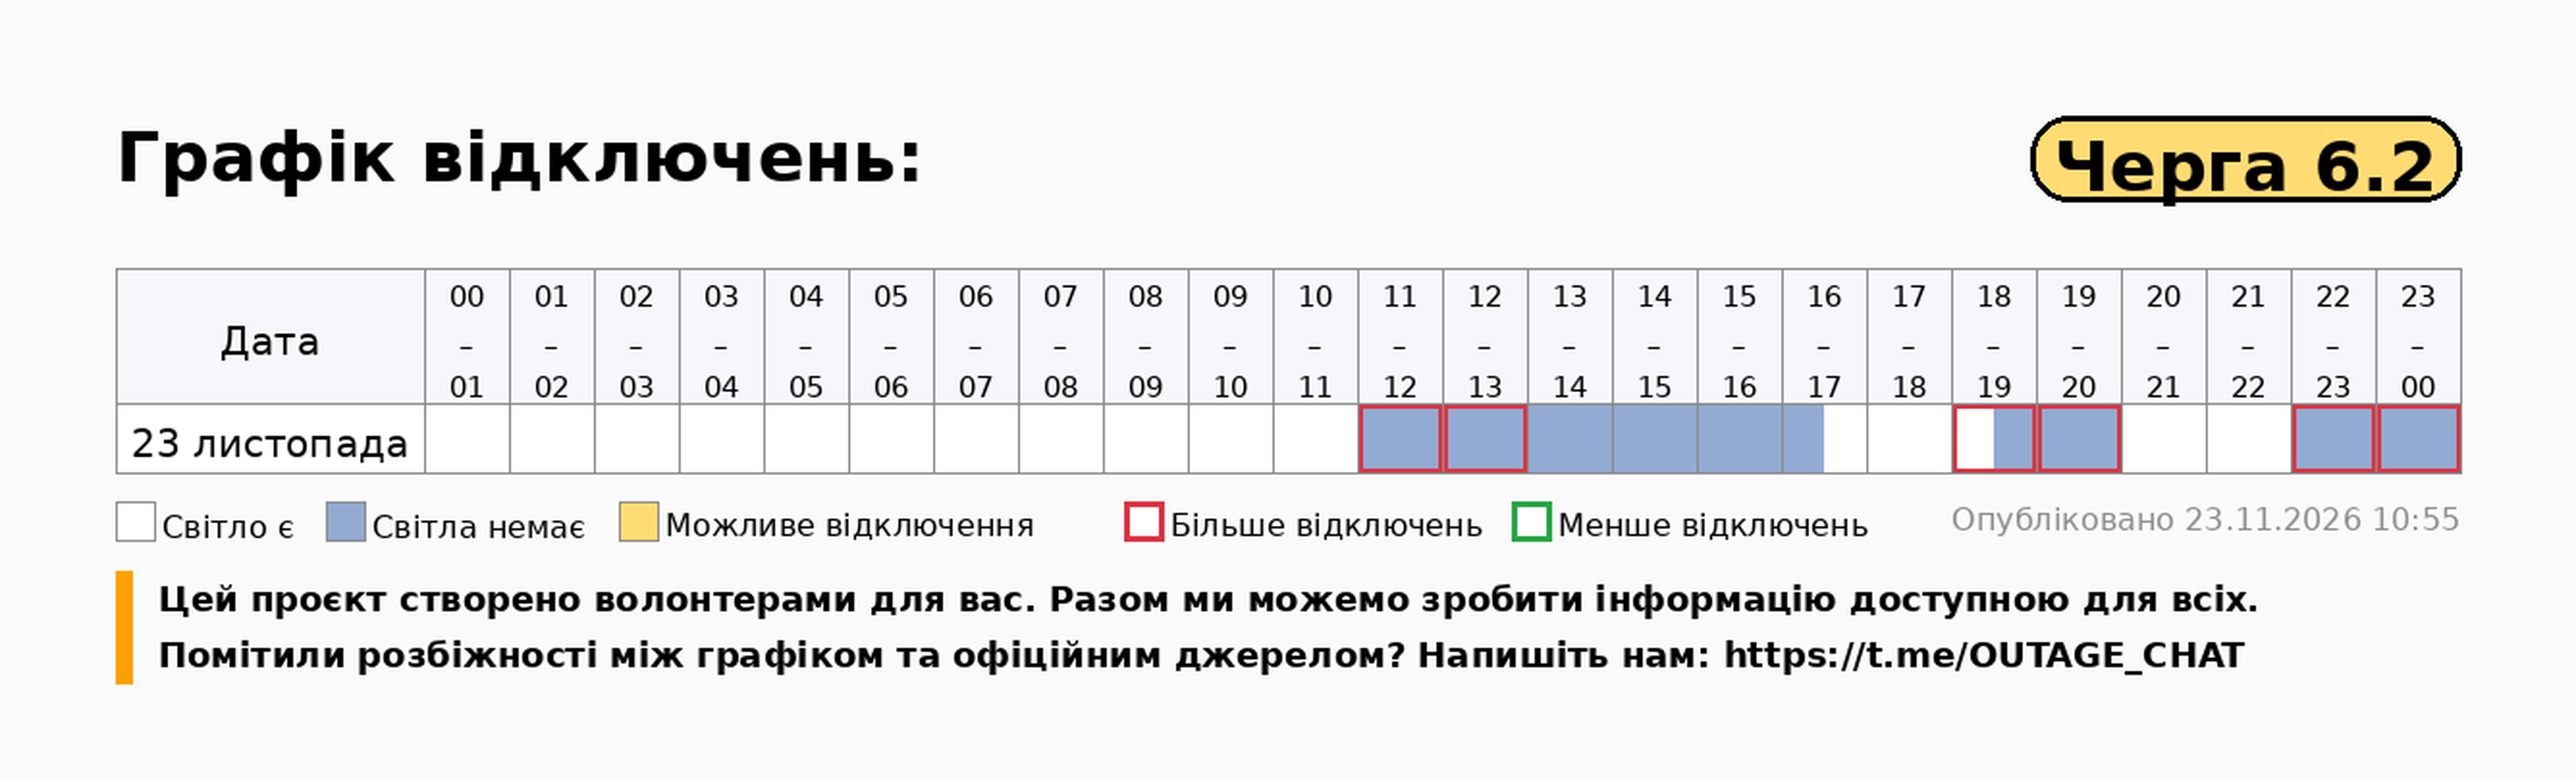 Графік відключень:
Черга 6.2
Дата
00 – 01
01 – 02
02 – 03
03 – 04
04 – 05
05 – 06
06 – 07
07 – 08
08 – 09
09 – 10
10 – 11
11 – 12
12 – 13
13 – 14
14 – 15
15 – 16
16 – 17
17 – 18
18 – 19
19 – 20
20 – 21
21 – 22
22 – 23
23 – 00
23 листопада
Світло є
Світла немає
Можливе відключення
Більше відключень
Менше відключень
Опубліковано 23.11.2026 10:55
Цей проєкт створено волонтерами для вас. Разом ми можемо зробити інформацію доступною для всіх.
Помітили розбіжності між графіком та офіційним джерелом? Напишіть нам: https://t.me/OUTAGE_CHAT